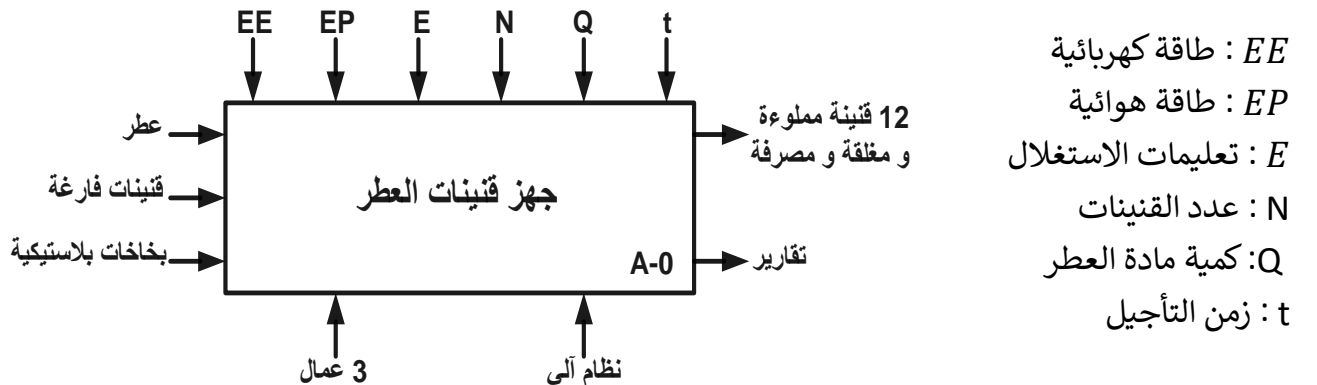 EE EP E N Q t
عطر
قنينات فارغة
بخاخات بلاستيكية
جهز قنينات العطر
A-0
12 قنينة مملوءة
و مغلقة و مصرفة
تقارير
3 عمال
نظام آلي
EE : طاقة كهربائية
EP : طاقة هوائية
E : تعليمات الاستغلال
N : عدد القنينات
Q: كمية مادة العطر
t : زمن التأجيل